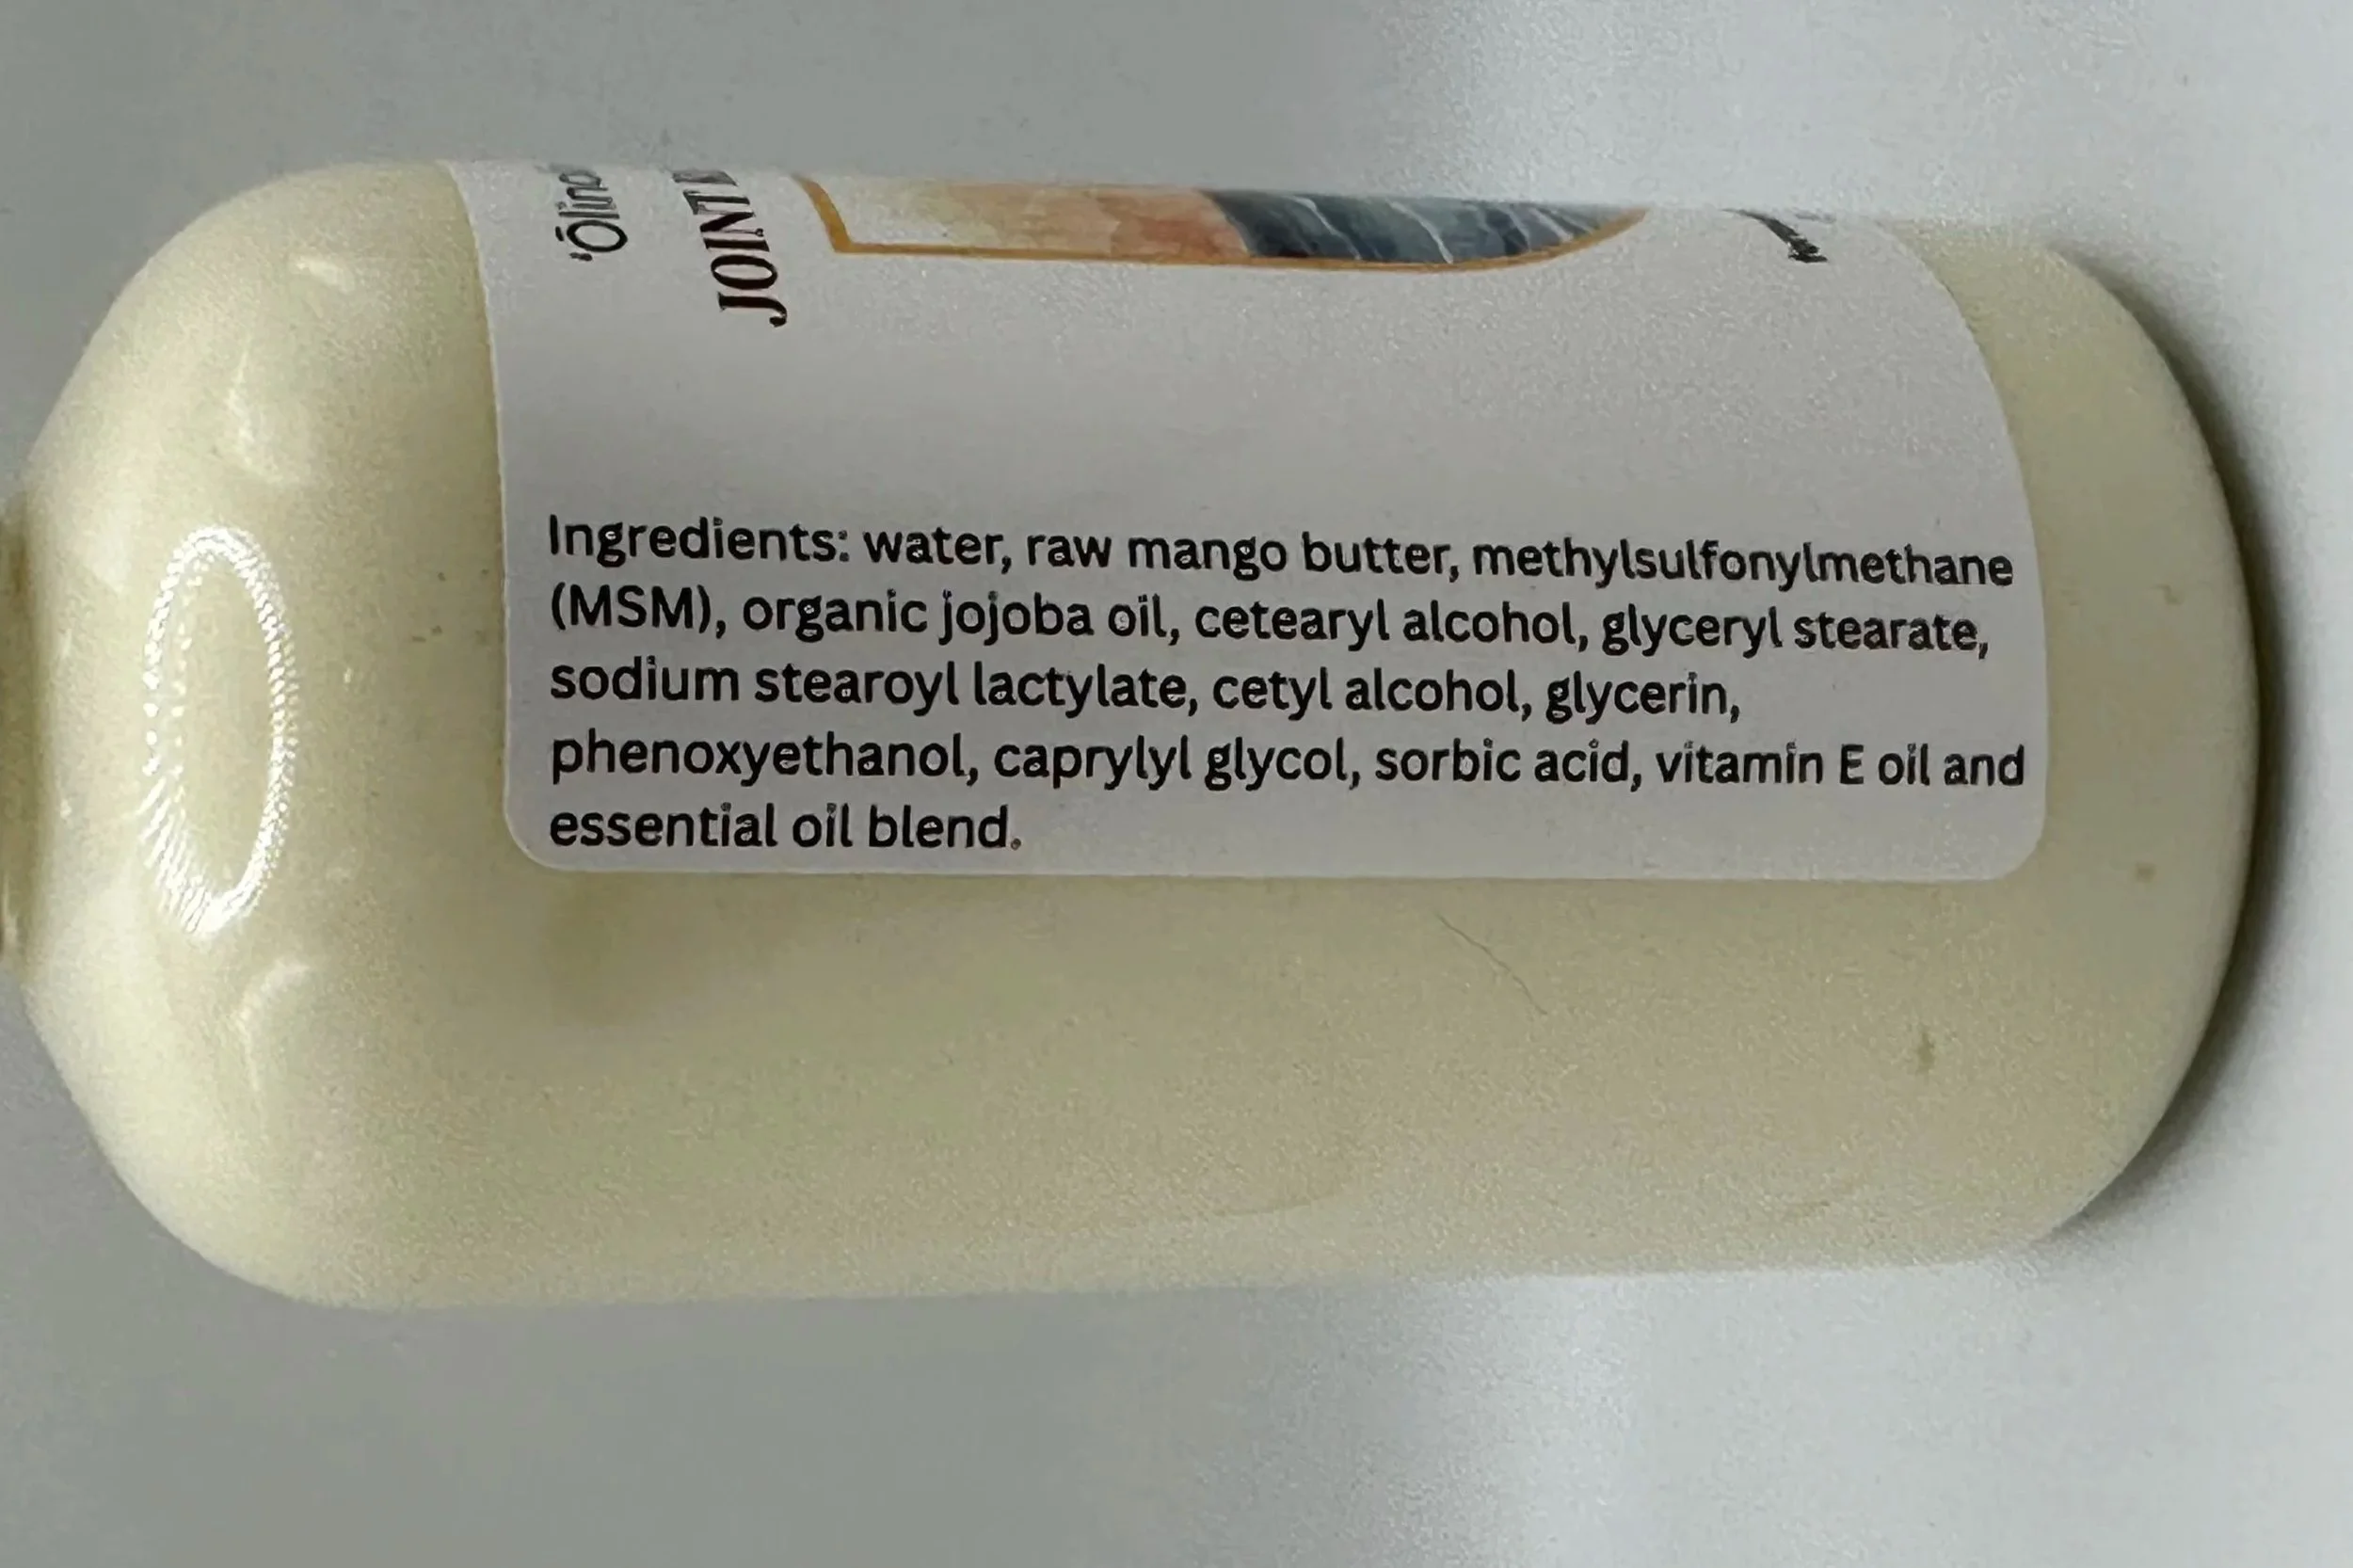 JOINT
Ingredients: water, raw mango butter, methylsulfonylmethane
(MSM), organic jojoba oil, cetearyl alcohol, glyceryl stearate,
sodium stearoyl lactylate, cetyl alcohol, glycerin,
phenoxyethanol, caprylyl glycol, sorbic acid, vitamin E oil and
essential oil blend.